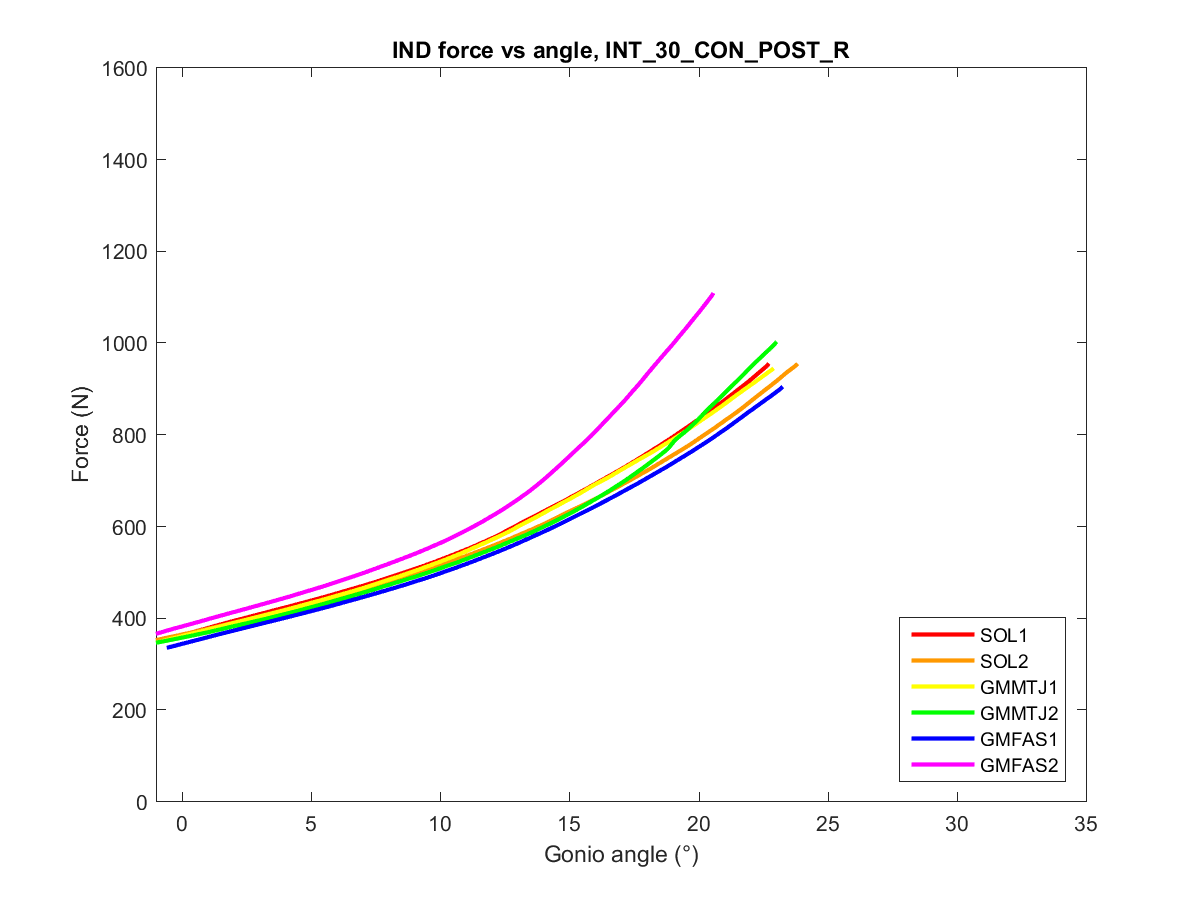 IND force vs angle, INT_30_CON_POST_R
1600
1400
1200
1000
800
600
400
200
0
Force (N)
0 5 10 15 20 25 30 35
Gonio angle (°)
SOL1
SOL2
GMMTJ1
GMMTJ2
GMFAS1
GMFAS2